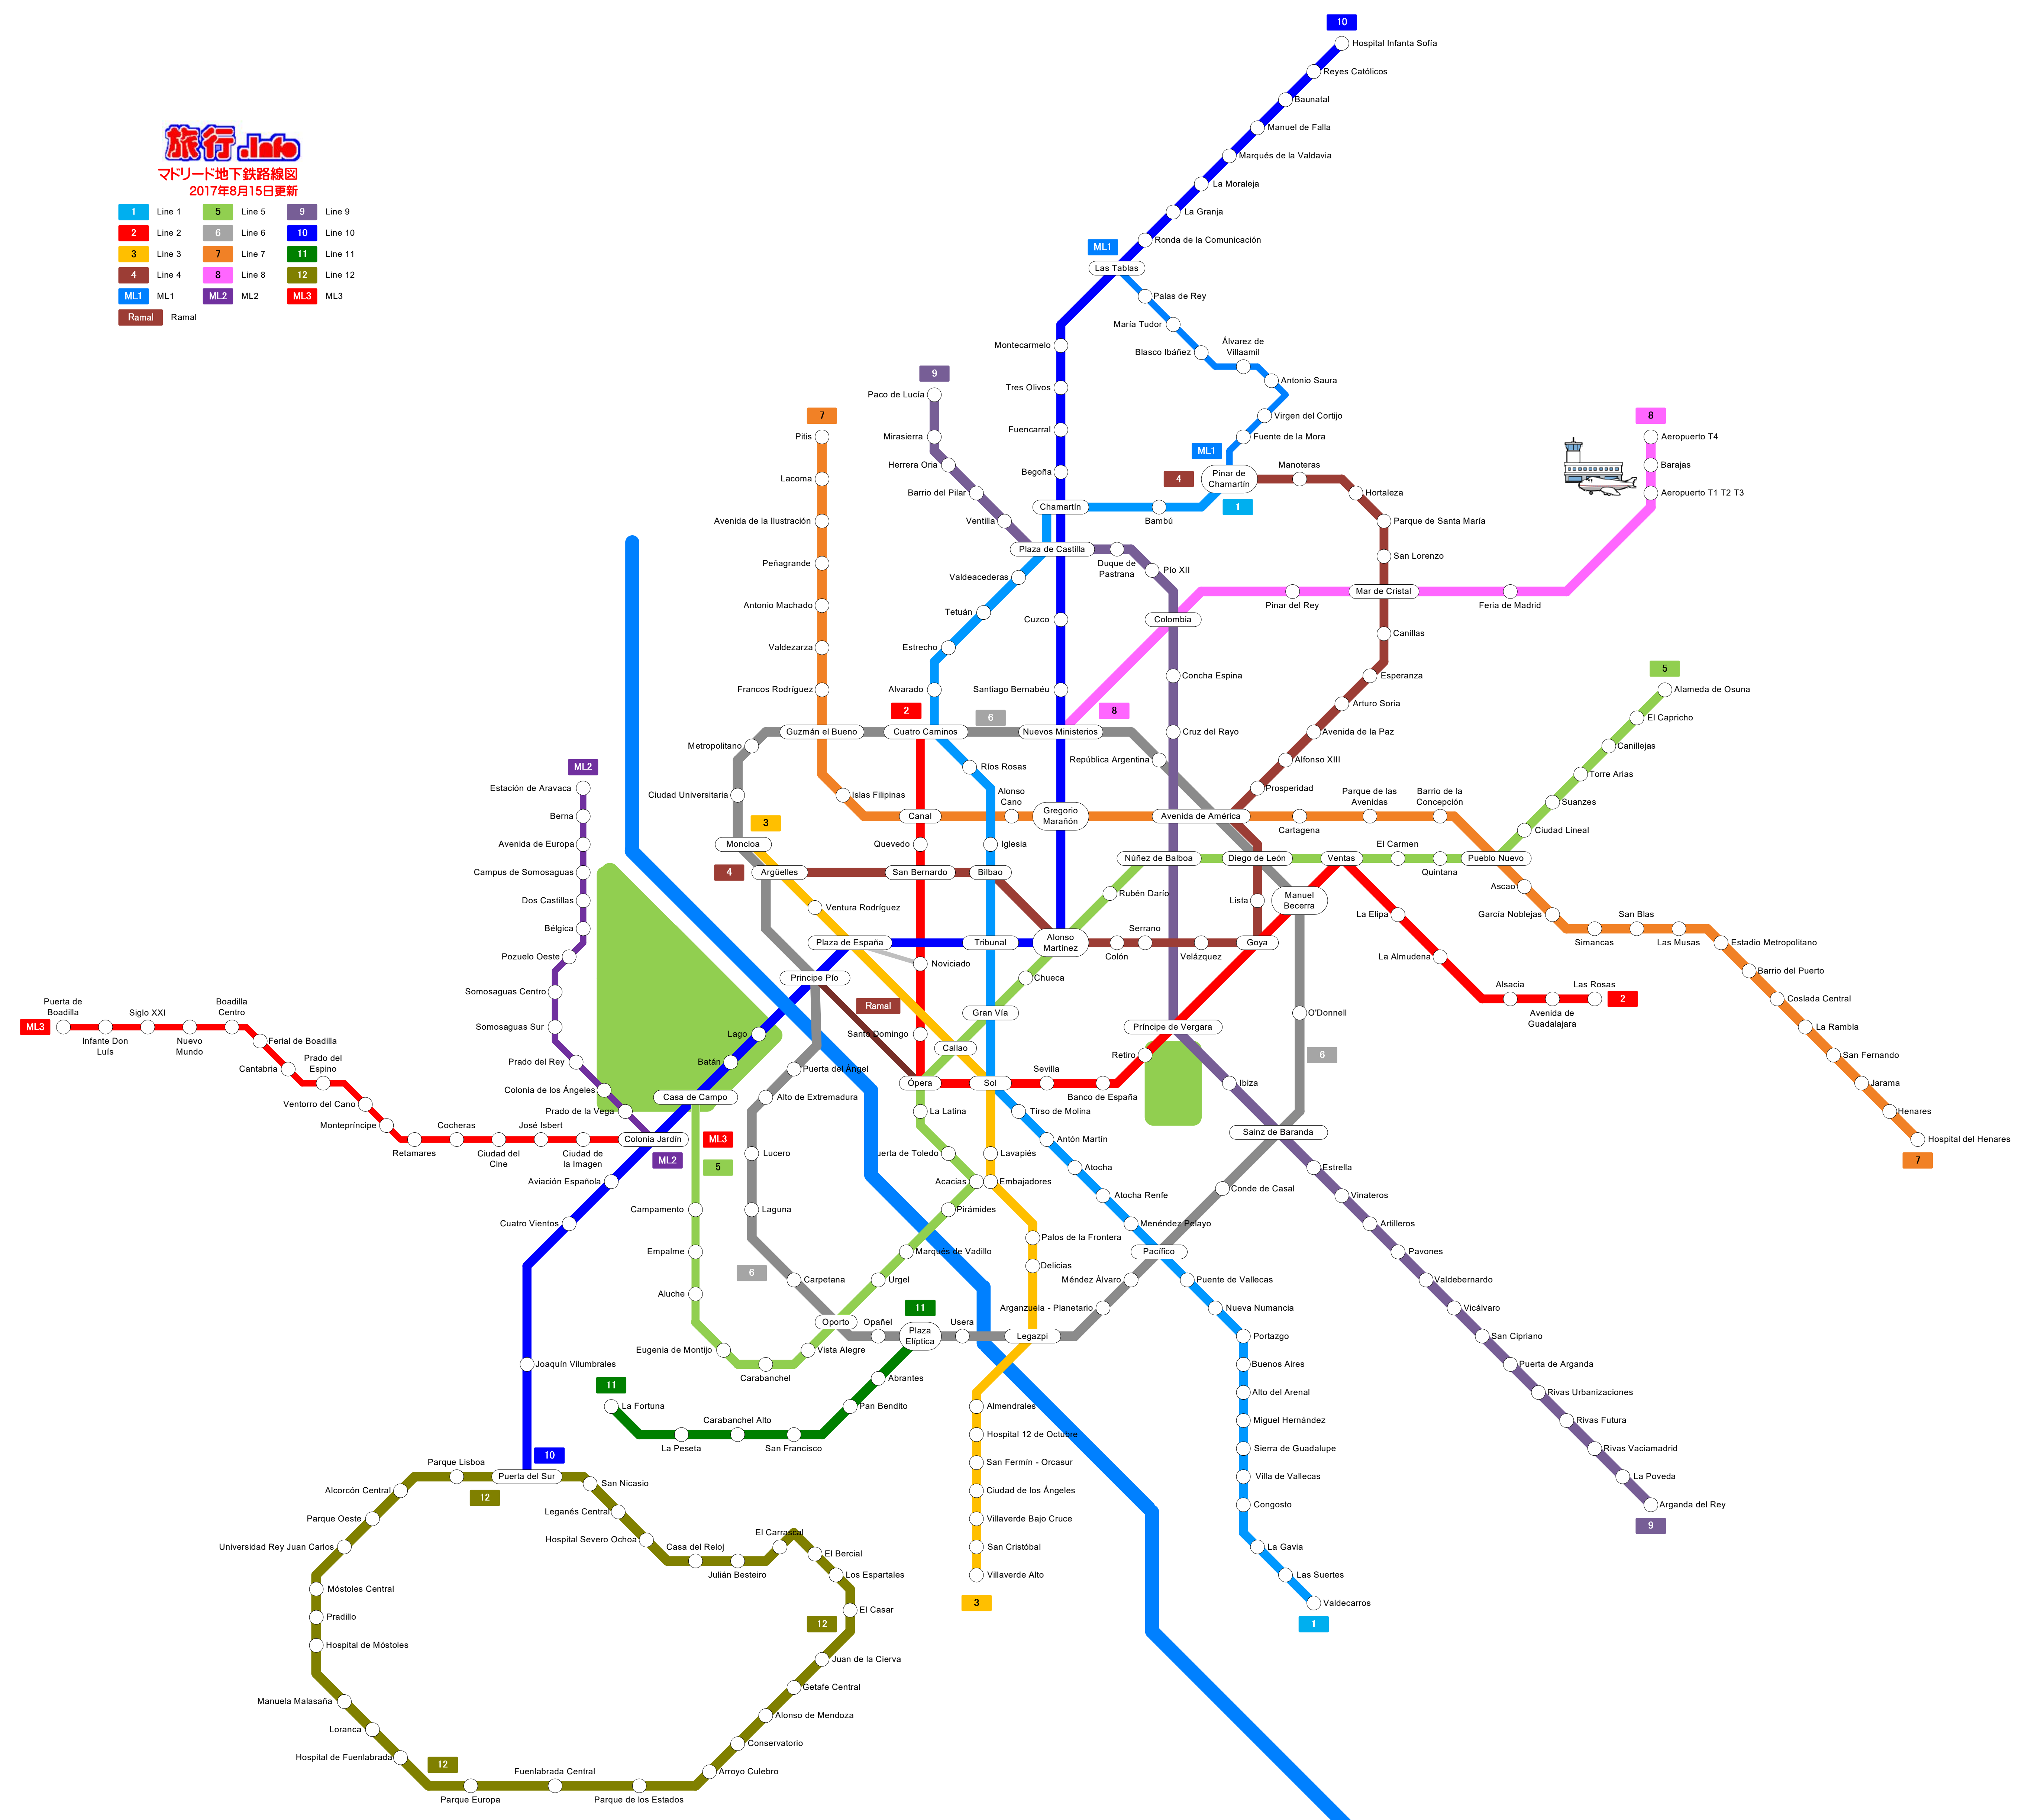 10
Hospital Infanta Sofía
Reyes Católicos
Baunatal
Manuel de Falla
Marqués de la Valdavia
La Moraleja
La Granja
Ronda de la Comunicación
旅行.Info
マドリード地下鉄路線図
2017年8月15日更新
1 Line 1 5 Line 5 9 Line 9
2 Line 2 6 Line 6 10 Line 10
3 Line 3 7 Line 7 11 Line 11
4 Line 4 8 Line 8 12 Line 12
ML1 ML1 ML2 ML2 ML3 ML3
Ramal Ramal
ML1
Las Tablas
Palas de Rey
María Tudor
Blasco Ibáñez
Álvarez de
Villaamil
Antonio Saura
Virgen del Cortijo
Fuente de la Mora
ML1
Pinar de
Chamartín
4
1
Manoteras
Hortaleza
Parque de Santa María
San Lorenzo
Mar de Cristal
Canillas
Esperanza
Arturo Soria
Avenida de la Paz
Alfonso XIII
Prosperidad
Montecarmelo
Tres Olivos
Fuencarral
Begoña
Chamartín
Bambú
9
Paco de Lucía
Mirasierra
Herrera Oria
Barrio del Pilar
Ventilla
Plaza de Castilla
Duque de
Pastrana
Pío XII
Colombia
Concha Espina
Cruz del Rayo
7
Pitis
Lacoma
Avenida de la Ilustración
Peñagrande
Antonio Machado
Valdezarza
Francos Rodríguez
8
Aeropuerto T4
Barajas
Aeropuerto T1 T2 T3
Feria de Madrid
Pinar del Rey
Valdeacederas
Tetuán
Estrecho
Alvarado
Cuzco
Santiago Bernabéu
2
6
8
Guzmán el Bueno
Cuatro Caminos
Nuevos Ministerios
República Argentina
Metropolitano
Ciudad Universitaria
Islas Filipinas
Ríos Rosas
Alonso
Cano
Canal
Gregorio
Marañón
Avenida de América
Cartagena
Parque de las
Avenidas
Barrio de la
Concepción
5
Alameda de Osuna
El Capricho
Canillejas
Torre Arias
Suanzes
Ciudad Lineal
Pueblo Nuevo
Quintana
El Carmen
Ventas
Diego de León
Núñez de Balboa
Rubén Darío
3
Moncloa
Quevedo
Iglesia
4
Argüelles
San Bernardo
Bilbao
Ventura Rodríguez
Lista
Manuel
Becerra
Ascao
García Noblejas
Simancas
San Blas
Las Musas
Estadio Metropolitano
Barrio del Puerto
Coslada Central
La Rambla
San Fernando
Jarama
Henares
Hospital del Henares
7
La Elipa
La Almudena
Alsacia
Avenida de
Guadalajara
Las Rosas
2
Plaza de España
Tribunal
Alonso
Martínez
Colón
Serrano
Velázquez
Goya
Noviciado
Chueca
Príncipe Pío
Ramal
Gran Vía
Santo Domingo
Callao
Príncipe de Vergara
Retiro
O'Donnell
6
Ópera
Sol
Sevilla
Banco de España
Ibiza
Sainz de Baranda
ML2
Estación de Aravaca
Berna
Avenida de Europa
Campus de Somosaguas
Dos Castillas
Bélgica
Pozuelo Oeste
Somosaguas Centro
Somosaguas Sur
Prado del Rey
Colonia de los Ángeles
Prado de la Vega
Lago
Batán
Casa de Campo
Puerta del Ángel
Alto de Extremadura
Lucero
Laguna
6
Carpetana
ML3
Puerta de
Boadilla
Infante Don
Luís
Siglo XXI
Nuevo
Mundo
Boadilla
Centro
Ferial de Boadilla
Cantabria
Prado del
Espino
Ventorro del Cano
Montepríncipe
Retamares
Cocheras
Ciudad del
Cine
José Isbert
Ciudad de
la Imagen
Colonia Jardín
ML3
ML2
5
Aviación Española
Cuatro Vientos
Joaquín Vilumbrales
Campamento
Empalme
Aluche
Eugenia de Montijo
Carabanchel
Vista Alegre
Oporto
Urgel
Marqués de Vadillo
Pirámides
Acacias
uerta de Toledo
La Latina
Tirso de Molina
Antón Martín
Atocha
Atocha Renfe
Menéndez Pelayo
Pacífico
Lavapiés
Embajadores
Palos de la Frontera
Delicias
Conde de Casal
Méndez Álvaro
Arganzuela - Planetario
Legazpi
Usera
Opañel
11
Plaza
Elíptica
Abrantes
Pan Bendito
San Francisco
Carabanchel Alto
La Peseta
La Fortuna
11
Puente de Vallecas
Nueva Numancia
Portazgo
Buenos Aires
Alto del Arenal
Miguel Hernández
Sierra de Guadalupe
Villa de Vallecas
Congosto
La Gavia
Las Suertes
Valdecarros
1
Estrella
Vinateros
Artilleros
Pavones
Valdebernardo
Vicálvaro
San Cipriano
Puerta de Arganda
Rivas Urbanizaciones
Rivas Futura
Rivas Vaciamadrid
La Poveda
Arganda del Rey
9
Almendrales
Hospital 12 de Octubre
San Fermín - Orcasur
Ciudad de los Ángeles
Villaverde Bajo Cruce
San Cristóbal
Villaverde Alto
3
10
Puerta del Sur
12
Parque Lisboa
Alcorcón Central
Parque Oeste
Universidad Rey Juan Carlos
Móstoles Central
Pradillo
Hospital de Móstoles
Manuela Malasaña
Loranca
Hospital de Fuenlabrada
12
Parque Europa
Fuenlabrada Central
Parque de los Estados
Arroyo Culebro
Conservatorio
Alonso de Mendoza
Getafe Central
Juan de la Cierva
12
El Casar
Los Espartales
El Bercial
El Carrascal
Julián Besteiro
Casa del Reloj
Hospital Severo Ochoa
Leganés Central
San Nicasio